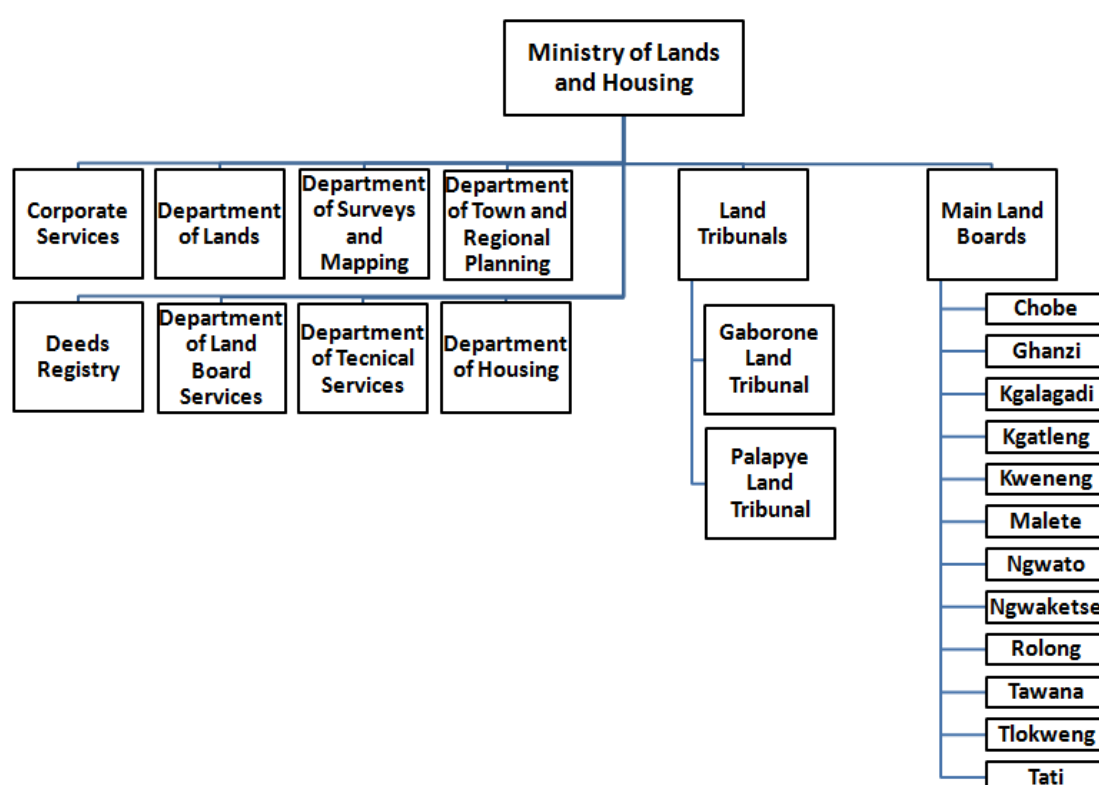 Ministry of Lands
and Housing
Corporate
Services
Department
of Lands
Department
of Surveys
and
Mapping
Department
of Town and
Regional
Planning
Land
Tribunals
Main Land
Boards
Deeds
Registry
Department
of Land
Board
Services
Department
of Tecnical
Services
Department
of Housing
Gaborone
Land
Tribunal
Palapye
Land
Tribunal
Chobe
Ghanzi
Kgalagadi
Kgatleng
Kweneng
Malete
Ngwato
Ngwaketse
Rolong
Tawana
Tlokweng
Tati